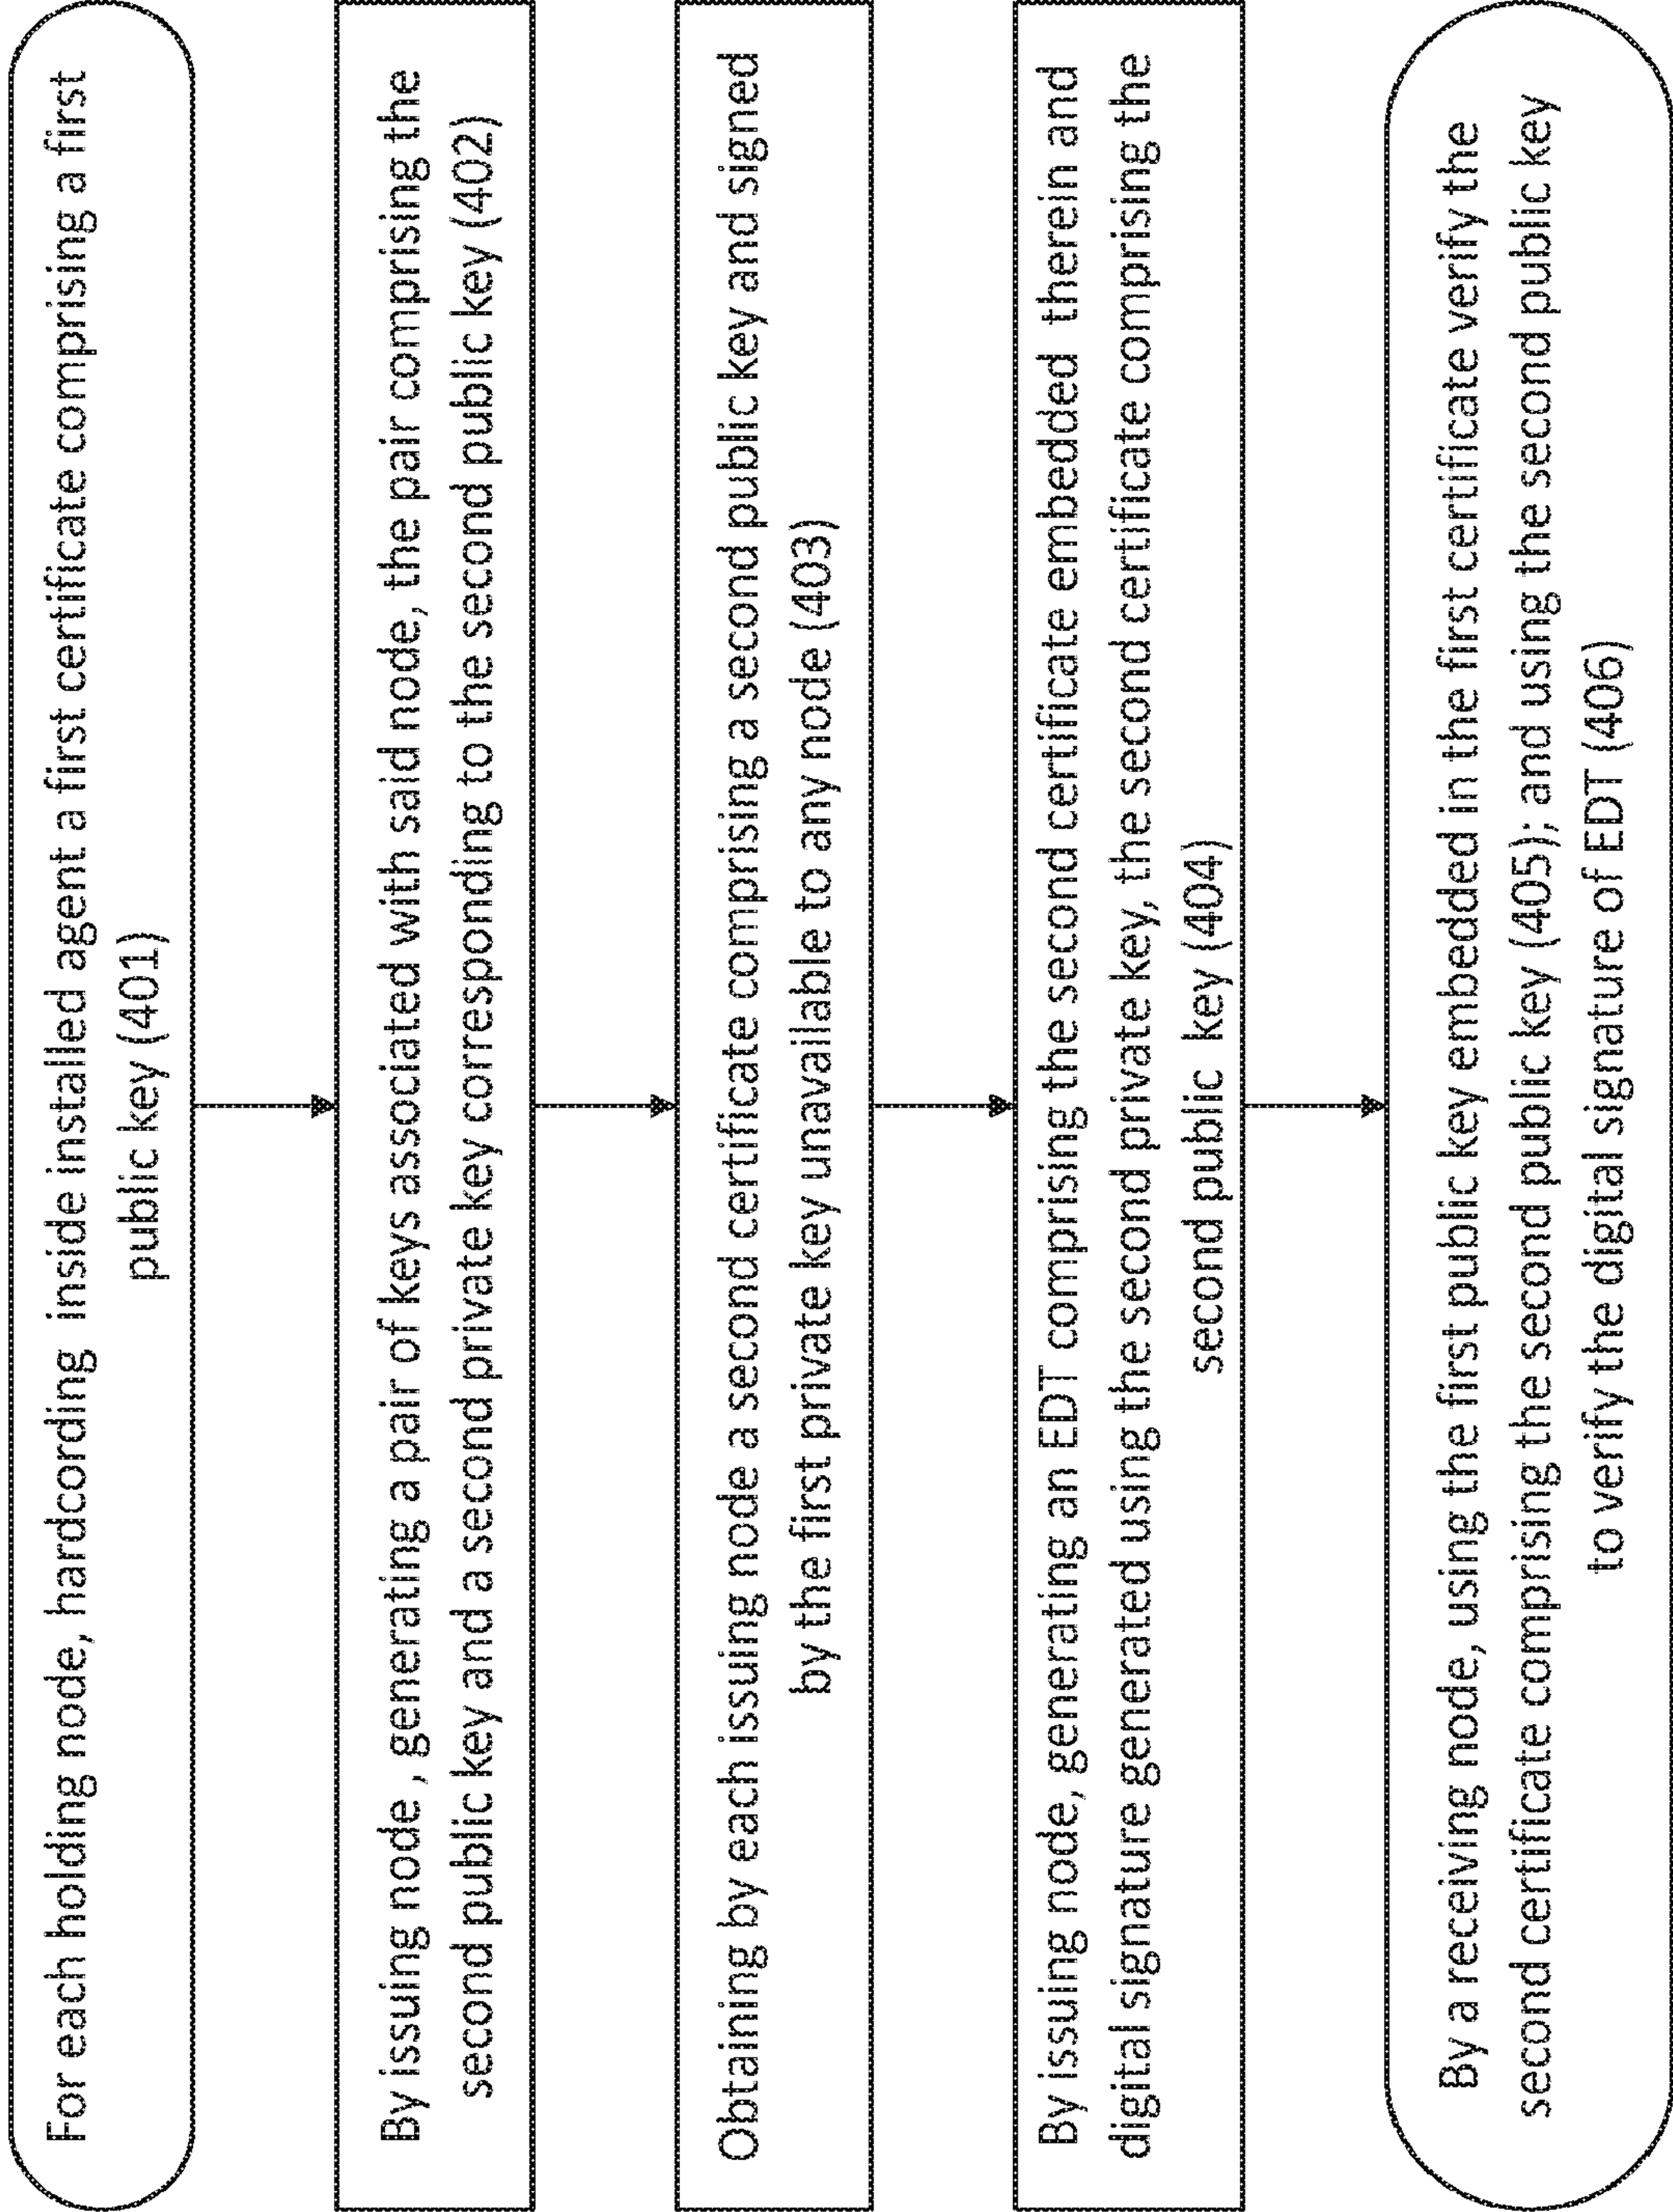 For each holding node, hardcording inside installed agent a first certificate comprising a first
public key (401)
By issuing node , generating a pair of keys associated with said node, the pair comprising the
second public key and a second private key corresponding to the second public key (402)
Obtaining by each issuing node a second certificate comprising a second public key and signed
by the first private key unavailable to any node (403)
By issuing node, generating an EDT comprising the second certificate embedded therein and
digital signature generated using the second private key, the second certificate comprising the
second public key (404)
By a receiving node, using the first public key embedded in the first certificate verify the
second certificate comprising the second public key (405); and using the second public key
to verify the digital signature of EDT (406)